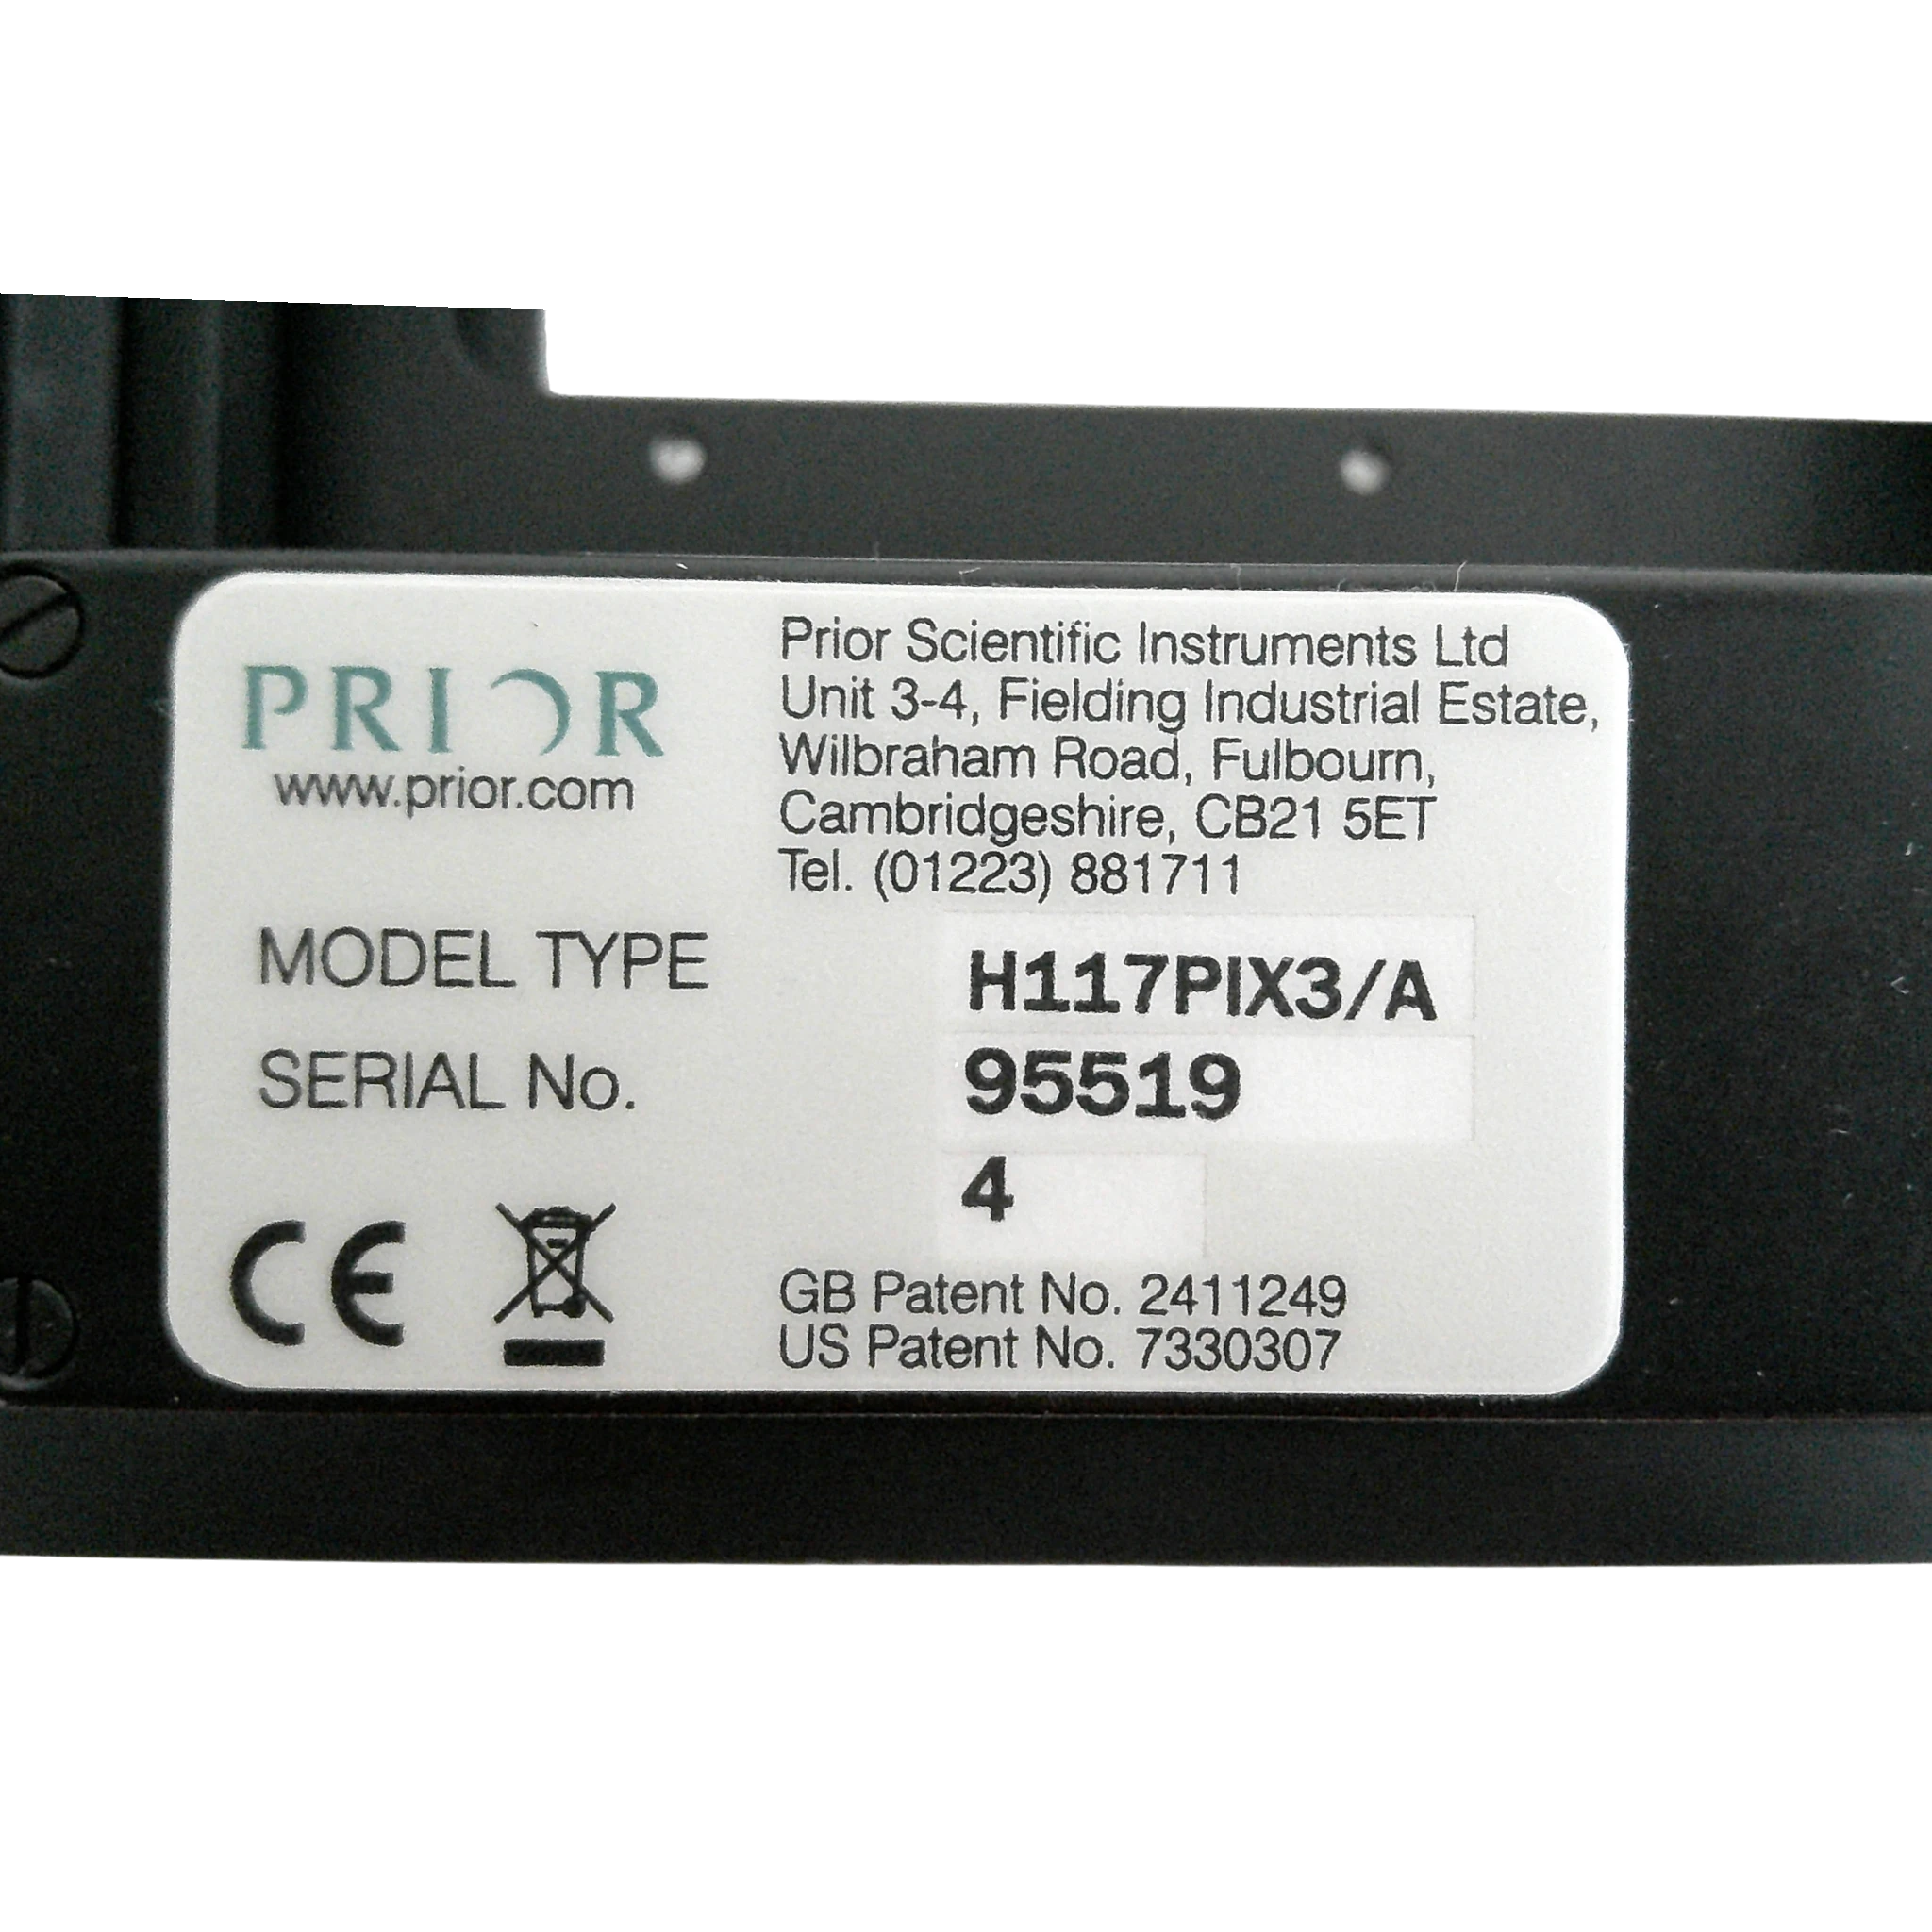 PRIOR
www.prior.com
Prior Scientific Instruments Ltd
Unit 3-4, Fielding Industrial Estate,
Wilbraham Road, Fulbourn,
Cambridgeshire, CB21 5ET
Tel. (01223) 881711
MODEL TYPE H117PIX3/A
SERIAL No. 95519
4
CE
GB Patent No. 2411249
US Patent No. 7330307